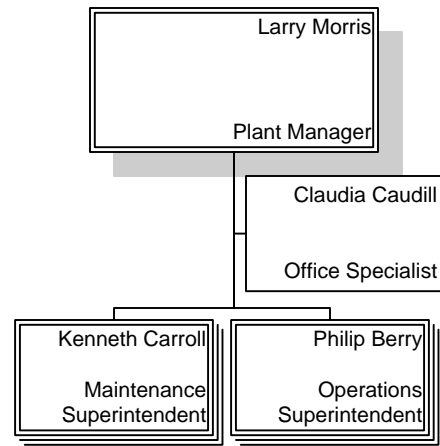 Larry Morris
Plant Manager
Claudia Caudill
Office Specialist
Kenneth Carroll
Maintenance
Superintendent
Philip Berry
Operations
Superintendent